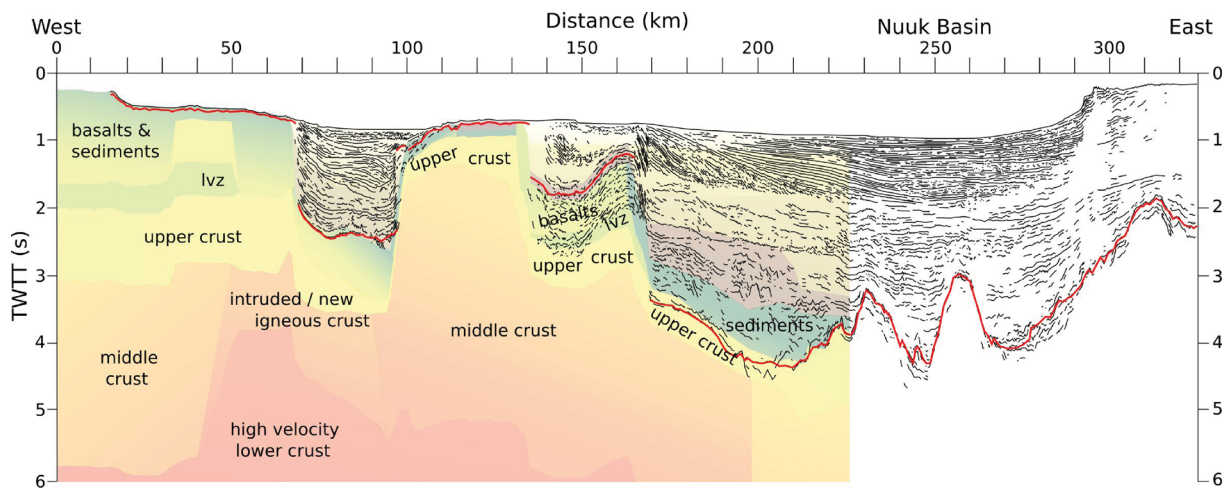 West
Distance (km)
Nuuk Basin
East
0 50 100 150 200 250 300
TWTT (s)
0
1
2
3
4
5
6
0
1
2
3
4
5
6
basalts &
sediments
lvz
upper crust
upper crust
basalts
lvz
upper crust
intruded / new
igneous crust
middle crust
sediments
upper crust
middle
crust
high velocity
lower crust